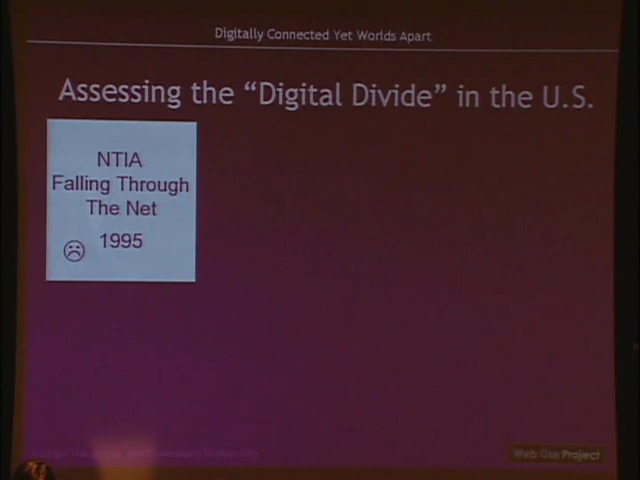 Digitally Connected Yet Worlds Apart
Assessing the “Digital Divide” in the U.S.
NTIA
Falling Through
The Net
1995
Web Use Project